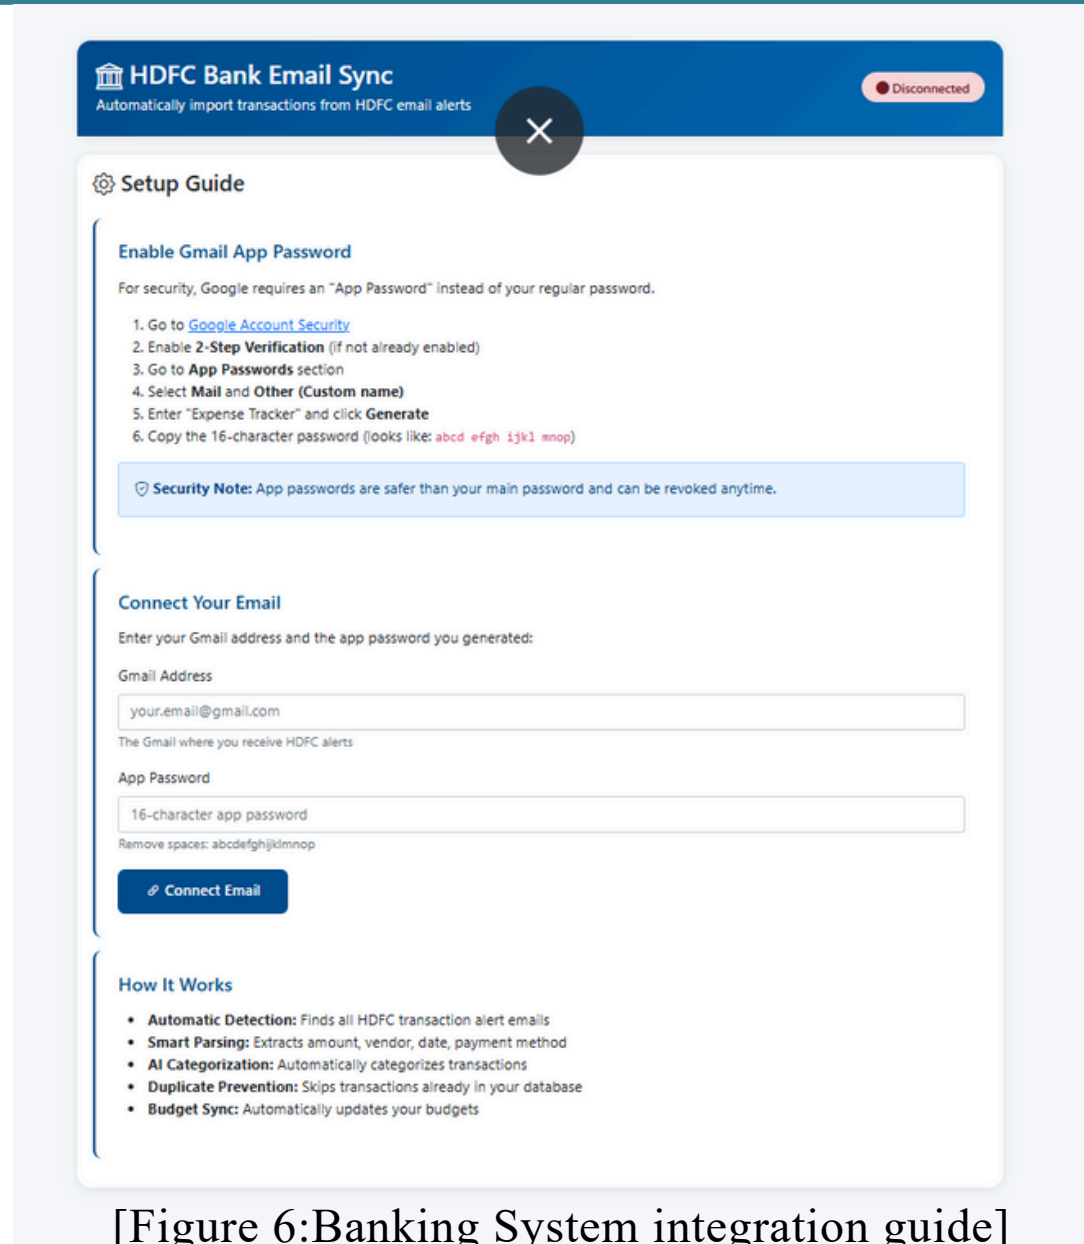 HDFC Bank Email Sync
Automatically import transactions from HDFC email alerts
Disconnected
Setup Guide
Enable Gmail App Password
For security, Google requires an "App Password" instead of your regular password.
1. Go to Google Account Security
2. Enable 2-Step Verification (if not already enabled)
3. Go to App Passwords section
4. Select Mail and Other (Custom name)
5. Enter "Expense Tracker" and click Generate
6. Copy the 16-character password (looks like: abcd efgh ijkl mnop)
Security Note: App passwords are safer than your main password and can be revoked anytime.
Connect Your Email
Enter your Gmail address and the app password you generated:
Gmail Address
your.email@gmail.com
The Gmail where you receive HDFC alerts
App Password
16-character app password
Remove spaces: abcdefghijklmnop
Connect Email
How It Works
• Automatic Detection: Finds all HDFC transaction alert emails
• Smart Parsing: Extracts amount, vendor, date, payment method
• AI Categorization: Automatically categorizes transactions
• Duplicate Prevention: Skips transactions already in your database
• Budget Sync: Automatically updates your budgets
[Figure 6:Banking System integration guide]